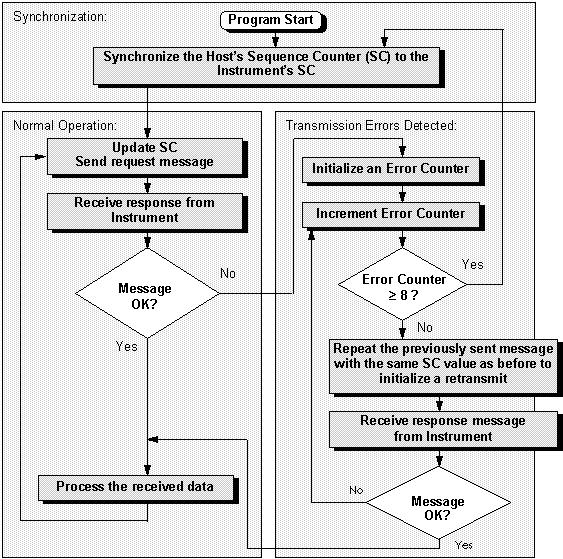 Synchronization:
Program Start
Synchronize the Host's Sequence Counter (SC) to the
Instrument's SC
Normal Operation:
Update SC
Send request message
Receive response from
Instrument
Message
OK?
No
Yes
Process the received data
Transmission Errors Detected:
Initialize an Error Counter
Increment Error Counter
Error Counter
≥ 8 ?
Yes
No
Repeat the previously sent message
with the same SC value as before to
initialize a retransmit
Receive response message
from Instrument
Message
OK?
No
Yes